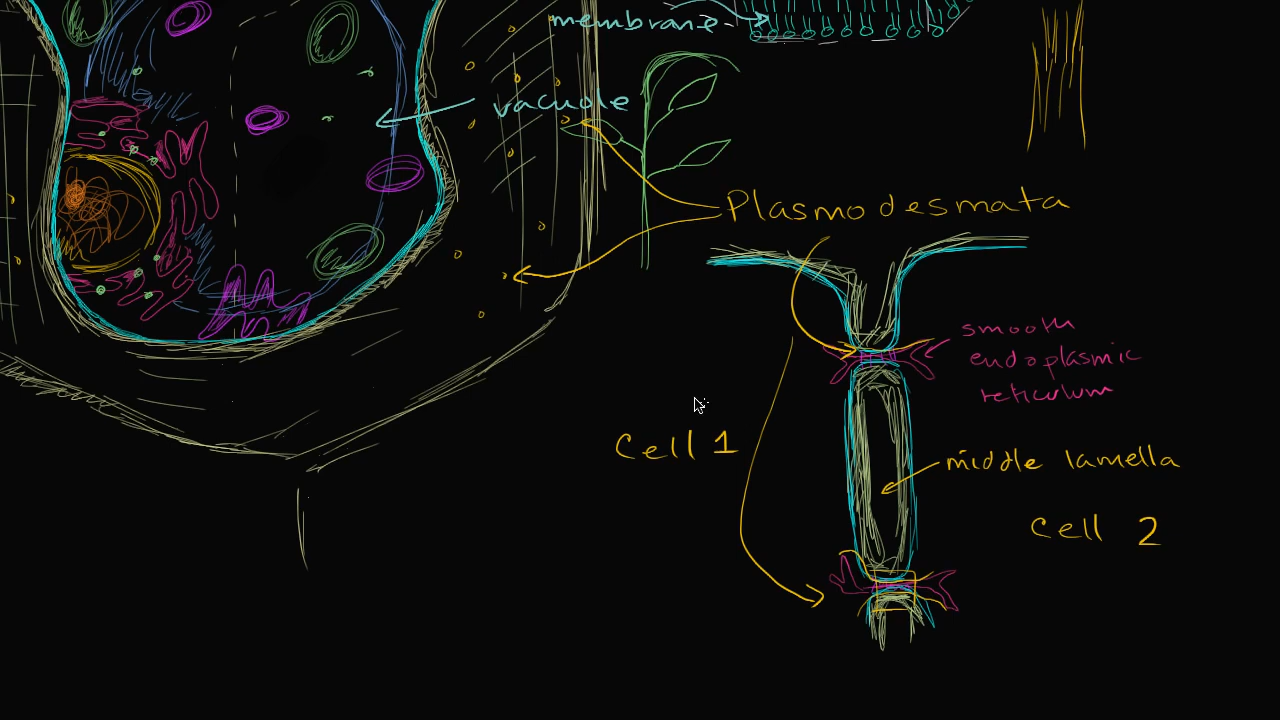 membrane
vacuole
Plasmodesmata
smooth
endoplasmic
reticulum
Cell 1
middle lamella
Cell 2